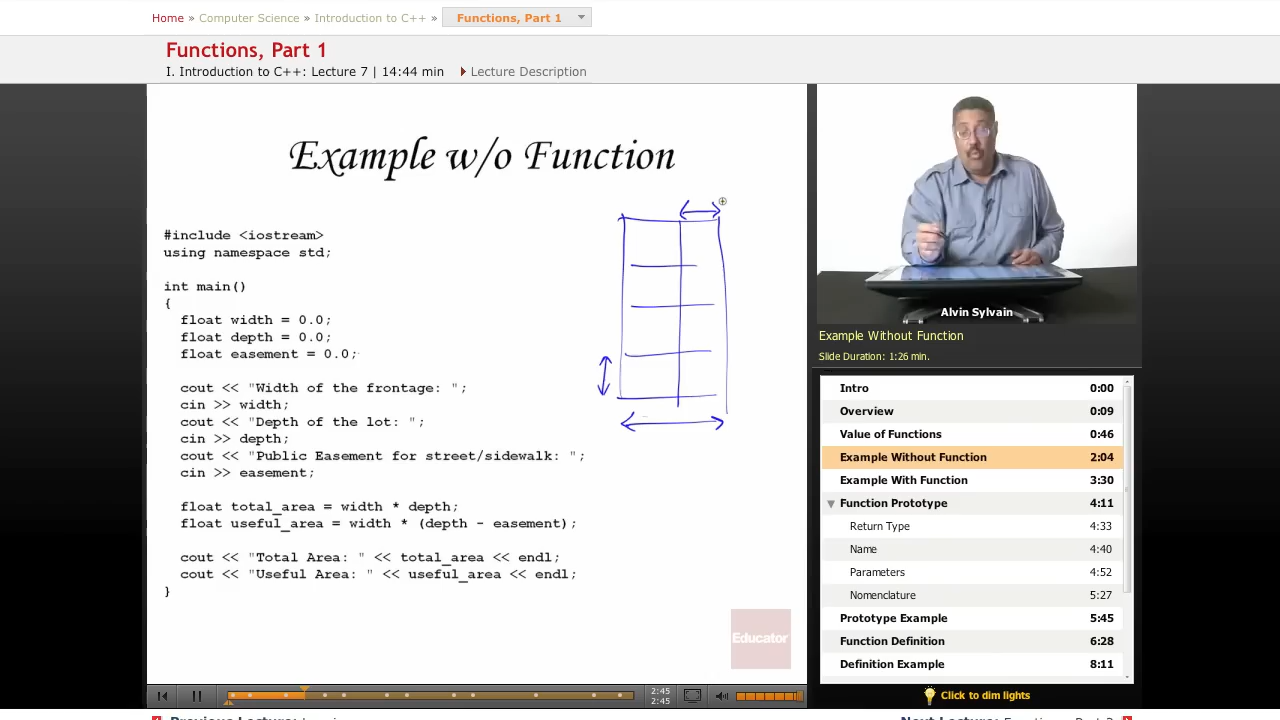 Home » Computer Science » Introduction to C++ » Functions, Part 1
Functions, Part 1
I. Introduction to C++: Lecture 7 | 14:44 min Lecture Description
Example w/o Function
#include <iostream>
using namespace std;
int main()
{
float width = 0.0;
float depth = 0.0;
float easement = 0.0;
cout << "Width of the frontage: ";
cin >> width;
cout << "Depth of the lot: ";
cin >> depth;
cout << "Public Easement for street/sidewalk: ";
cin >> easement;
float total_area = width * depth;
float useful_area = width * (depth - easement);
cout << "Total Area: " << total_area << endl;
cout << "Useful Area: " << useful_area << endl;
}
Educator
2:45
2:45
Alvin Sylvain
Example Without Function
Slide Duration: 1:26 min.
Intro 0:00
Overview 0:09
Value of Functions 0:46
Example Without Function 2:04
Example With Function 3:30
Function Prototype 4:11
Return Type 4:33
Name 4:40
Parameters 4:52
Nomenclature 5:27
Prototype Example 5:45
Function Definition 6:28
Definition Example 8:11
Click to dim lights
Previous Lecture:
Next Lecture: